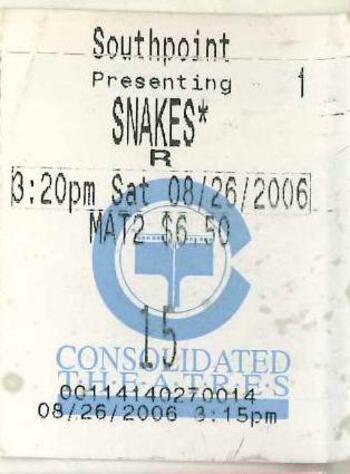 Southpoint
Presenting 1
SNAKES*
R
3:20pm Sat 08/26/2006
MAT2 $6.50
15
CONSOLIDATED
T·H·E·A·T·R·E·S
00114140270014
08/26/2006 3:15pm